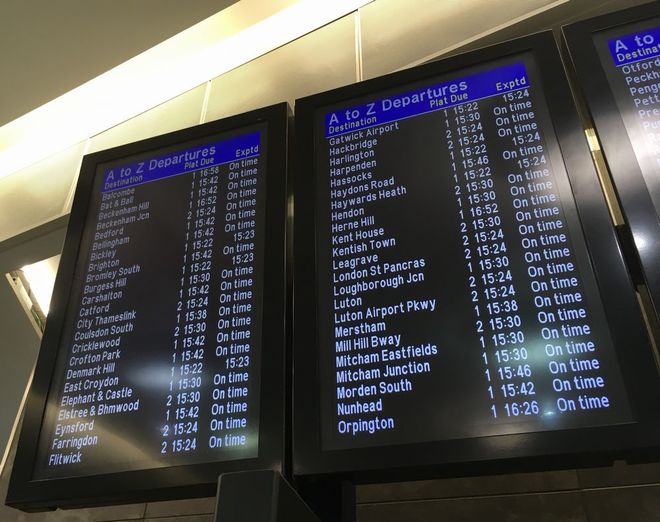 A to Z Departures
Destination Plat Due Exptd
Balcombe 1 16:58 On time
Bat & Ball 1 15:42 On time
Beckenham Hill 1 15:42 On time
Beckenham Jcn 1 16:52 On time
Bedford 2 15:24 On time
Bellingham 1 15:42 On time
Bickley 1 15:42 On time
Brighton 1 15:22 15:23
Bromley South 1 15:42 On time
Burgess Hill 1 15:22 15:23
Carshalton 1 15:30 On time
Catford 1 15:42 On time
City Thameslink 2 15:24 On time
Coulsdon South 1 15:38 On time
Cricklewood 2 15:30 On time
Crofton Park 1 15:42 On time
Denmark Hill 1 15:42 On time
East Croydon 1 15:22 15:23
Elephant & Castle 1 15:30 On time
Elstree & Bhmwood 2 15:30 On time
Eynsford 1 15:42 On time
Farringdon 2 15:24 On time
Flitwick 2 15:24 On time
A to Z Departures
Destination Plat Due Exptd
Gatwick Airport 1 15:22 15:24
Hackbridge 1 15:30 On time
Harlington 2 15:24 On time
Harpenden 2 15:24 On time
Hassocks 1 15:22 15:24
Haydons Road 1 15:46 On time
Haywards Heath 1 15:22 15:24
Hendon 2 15:30 On time
Herne Hill 1 15:30 On time
Kent House 1 16:52 On time
Kentish Town 2 15:30 On time
Leagrave 2 15:24 On time
London St Pancras 2 15:24 On time
Loughborough Jcn 1 15:30 On time
Luton 2 15:24 On time
Luton Airport Pkwy 2 15:24 On time
Merstham 1 15:38 On time
Mill Hill Bway 2 15:30 On time
Mitcham Eastfields 1 15:30 On time
Mitcham Junction 1 15:30 On time
Morden South 1 15:46 On time
Nunhead 1 15:42 On time
Orpington 1 16:26 On time
A to
Destinat
Otford
Peckh
Penge